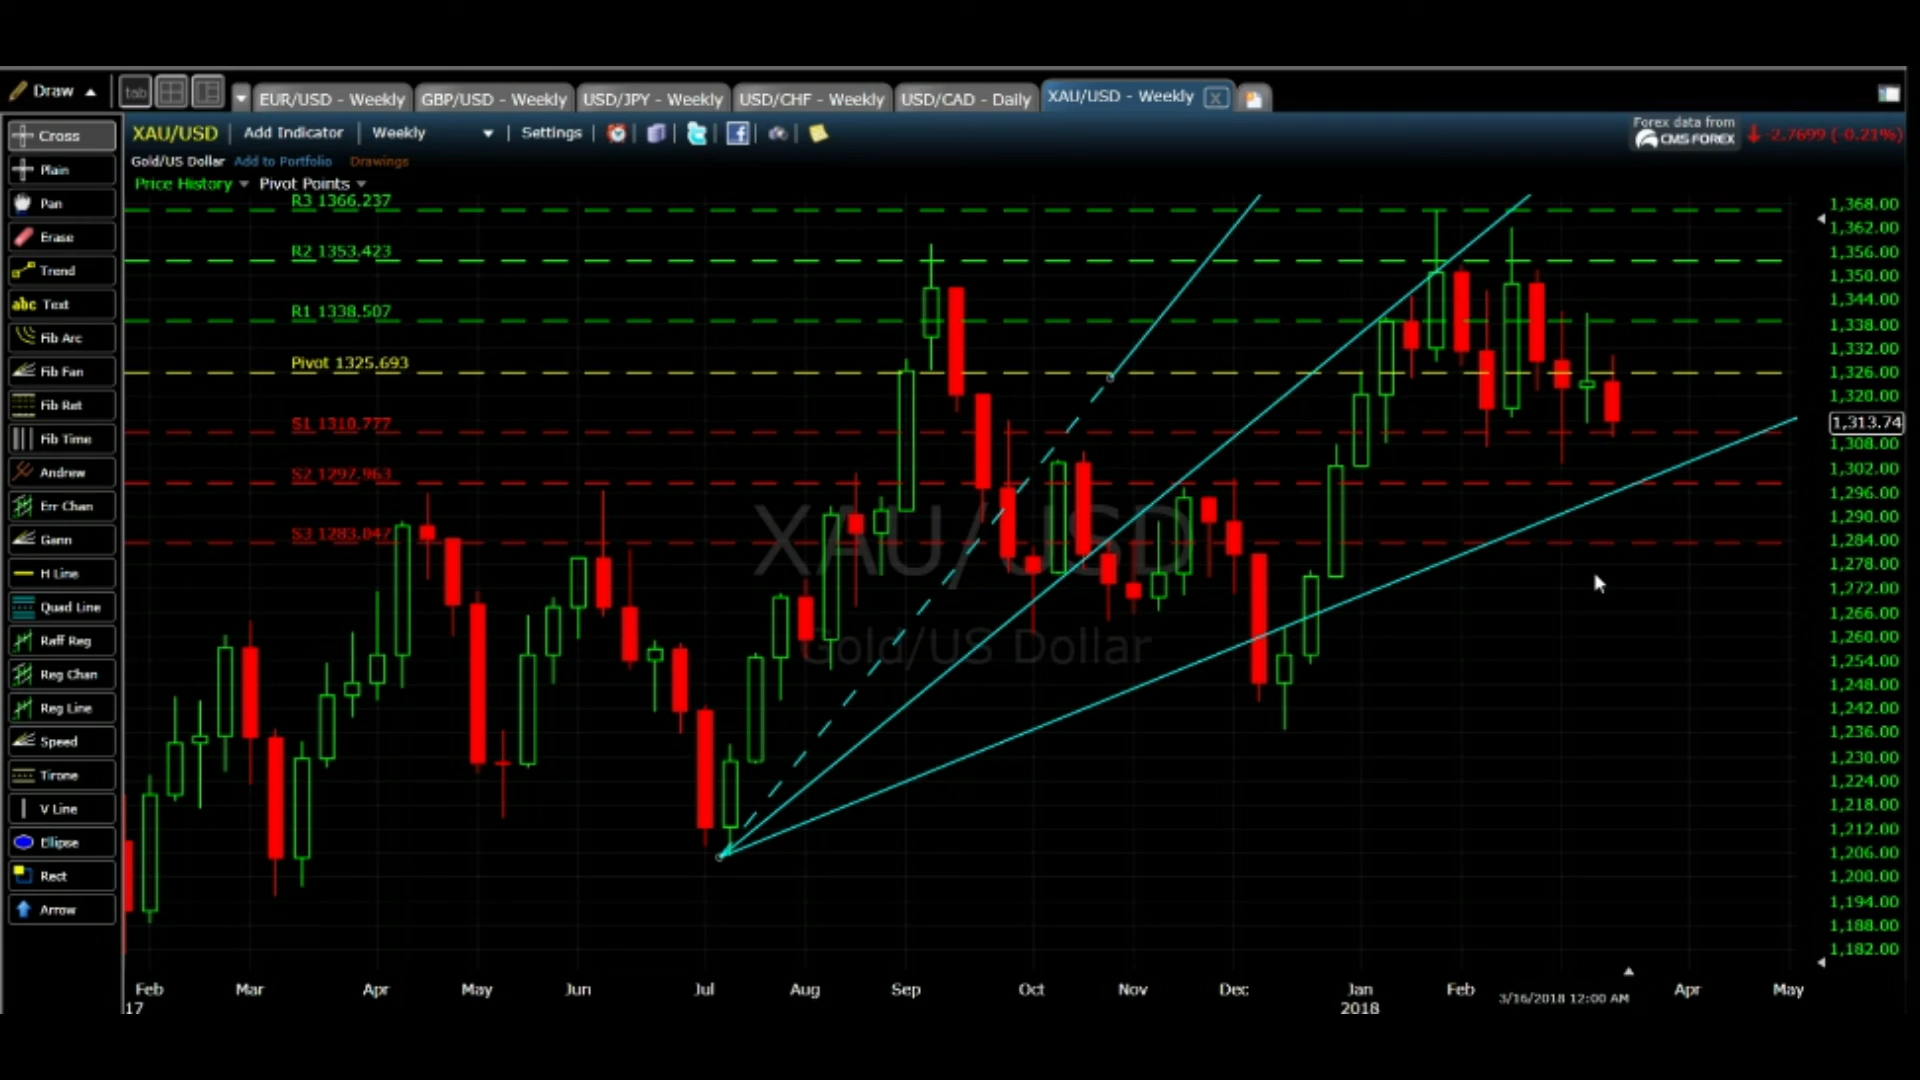 Draw
tab
EUR/USD - Weekly
GBP/USD - Weekly
USD/JPY - Weekly
USD/CHF - Weekly
USD/CAD - Daily
XAU/USD - Weekly
XAU/USD
Add Indicator
Weekly
Settings
Forex data from
CMS FOREX
-2.7699 (-0.21%)
Gold/US Dollar
Add to Portfolio
Drawings
Price History
Pivot Points
Cross
Plain
Pan
Erase
Trend
abc Text
Fib Arc
Fib Fan
Fib Ret
Fib Time
Andrew
Err Chan
Gann
H Line
Quad Line
Raff Reg
Reg Chan
Reg Line
Speed
Tirone
V Line
Ellipse
Rect
Arrow
R3 1366.237
R2 1353.423
R1 1338.507
Pivot 1325.693
S1 1310.777
S2 1297.963
S3 1283.047
XAU/USD
Gold/US Dollar
1,368.00
1,362.00
1,356.00
1,350.00
1,344.00
1,338.00
1,332.00
1,326.00
1,320.00
1,313.74
1,308.00
1,302.00
1,296.00
1,290.00
1,284.00
1,278.00
1,272.00
1,266.00
1,260.00
1,254.00
1,248.00
1,242.00
1,236.00
1,230.00
1,224.00
1,218.00
1,212.00
1,206.00
1,200.00
1,194.00
1,188.00
1,182.00
Feb Mar Apr May Jun Jul Aug Sep Oct Nov Dec Jan Feb 3/16/2018 12:00 AM Apr May
17 2018